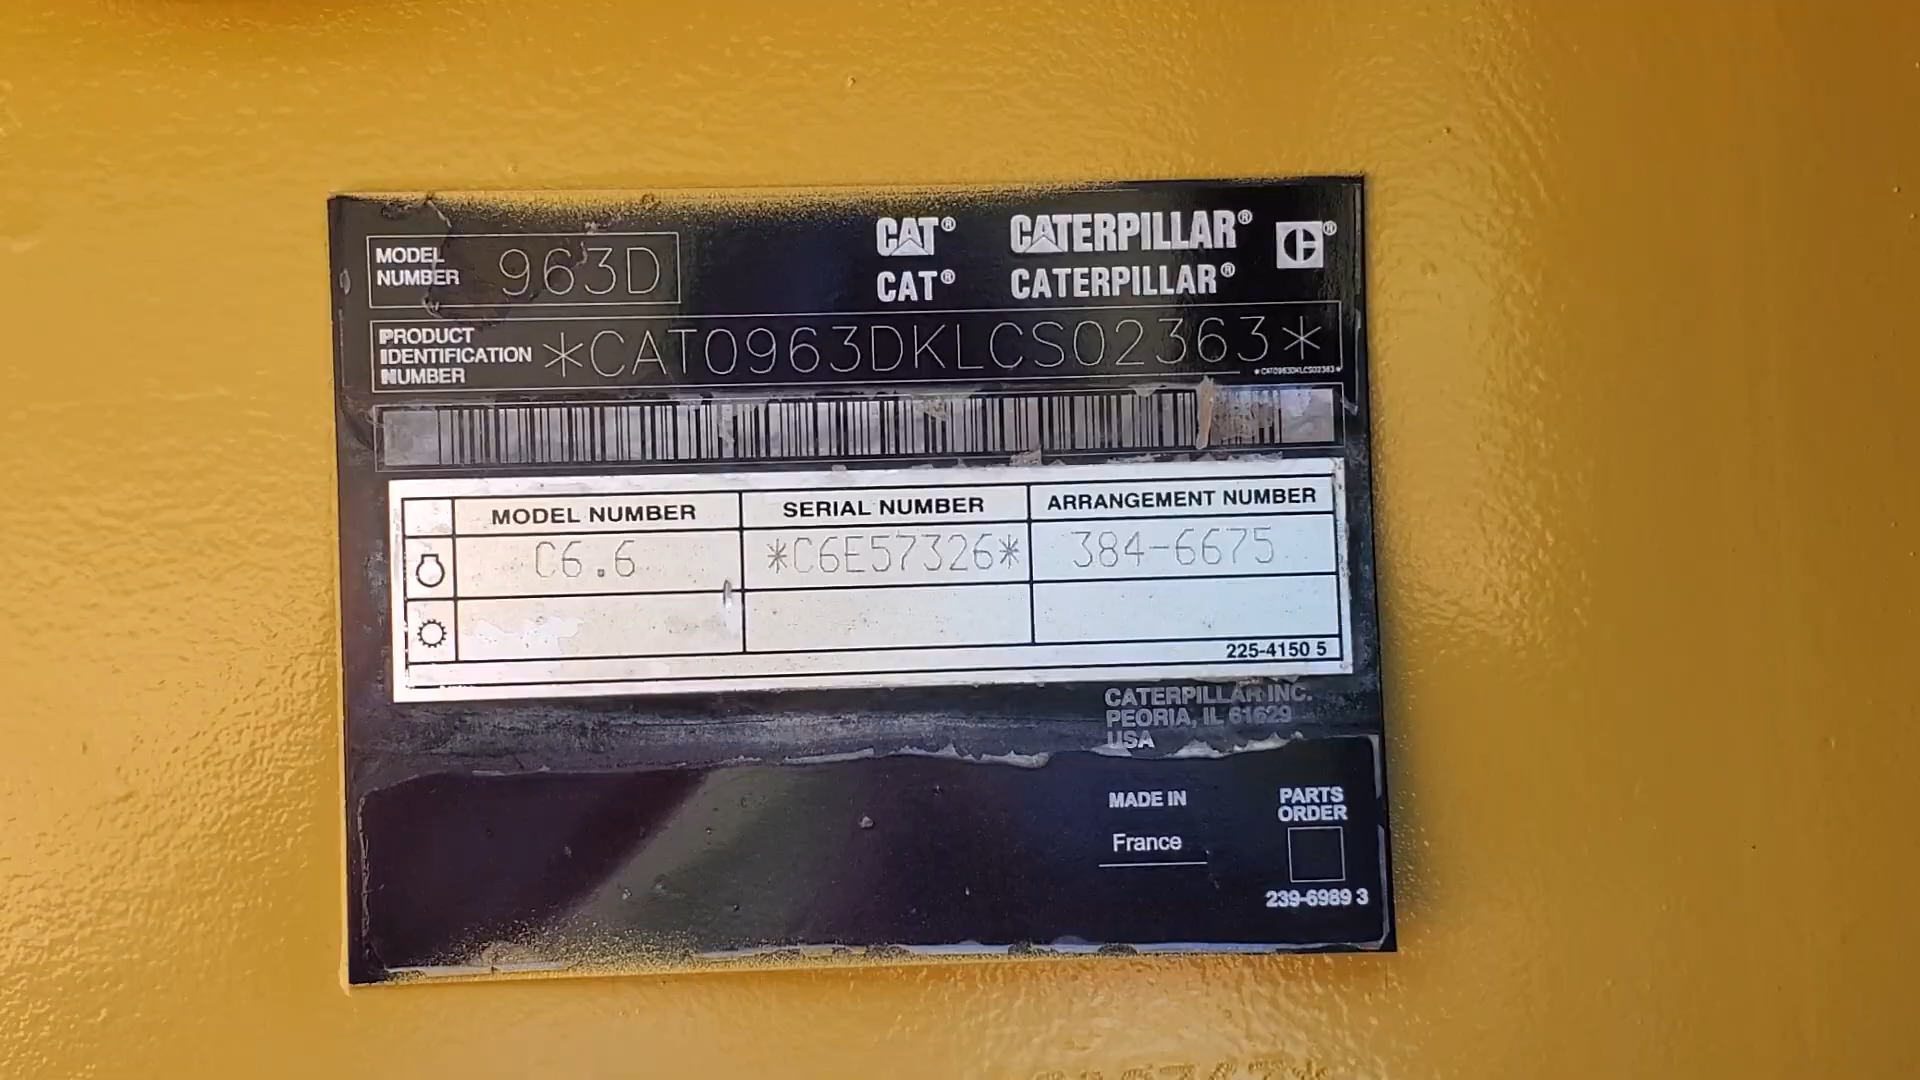 MODEL NUMBER 963D
CAT® CATERPILLAR® ®
CAT® CATERPILLAR®
PRODUCT IDENTIFICATION NUMBER *CAT0963DKLCS02363*
*CAT0963DKLCS02363*
MODEL NUMBER SERIAL NUMBER ARRANGEMENT NUMBER
C6.6 *C6E57326* 384-6675
225-4150 5
CATERPILLAR INC.
PEORIA, IL 61629
USA
MADE IN
France
PARTS
ORDER
239-6989 3